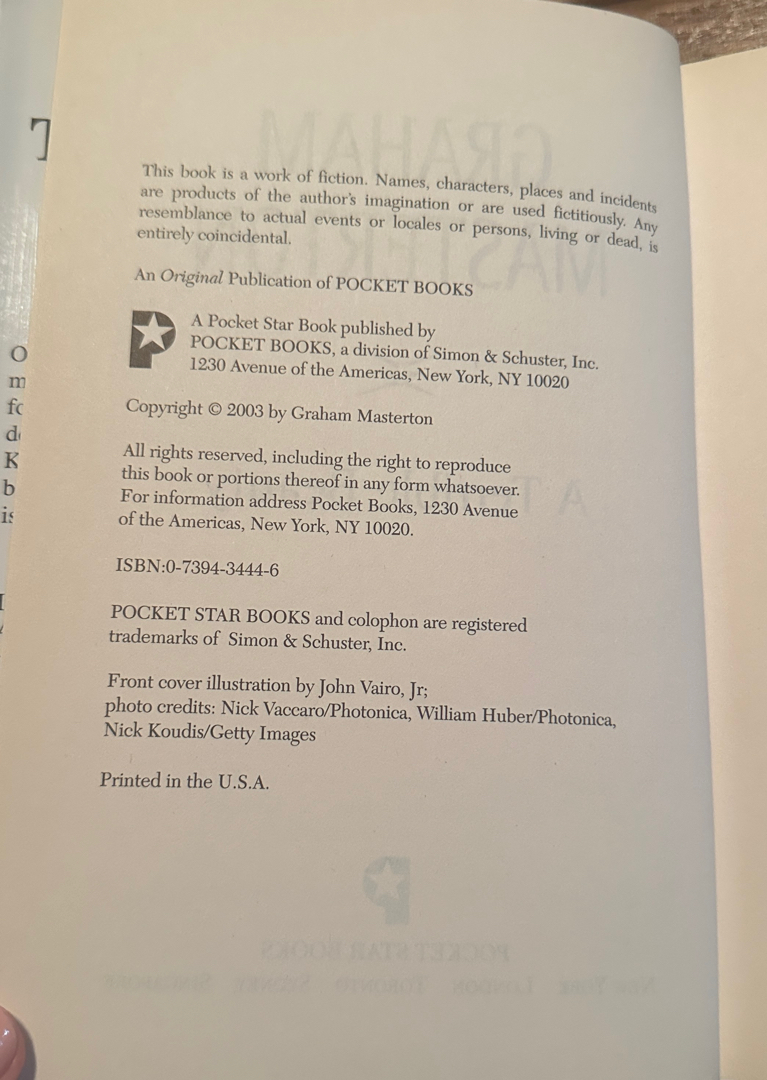 This book is a work of fiction. Names, characters, places and incidents
are products of the author's imagination or are used fictitiously. Any
resemblance to actual events or locales or persons, living or dead, is
entirely coincidental.
An Original Publication of POCKET BOOKS
A Pocket Star Book published by
POCKET BOOKS, a division of Simon & Schuster, Inc.
1230 Avenue of the Americas, New York, NY 10020
Copyright © 2003 by Graham Masterton
All rights reserved, including the right to reproduce
this book or portions thereof in any form whatsoever.
For information address Pocket Books, 1230 Avenue
of the Americas, New York, NY 10020.
ISBN:0-7394-3444-6
POCKET STAR BOOKS and colophon are registered
trademarks of Simon & Schuster, Inc.
Front cover illustration by John Vairo, Jr;
photo credits: Nick Vaccaro/Photonica, William Huber/Photonica,
Nick Koudis/Getty Images
Printed in the U.S.A.